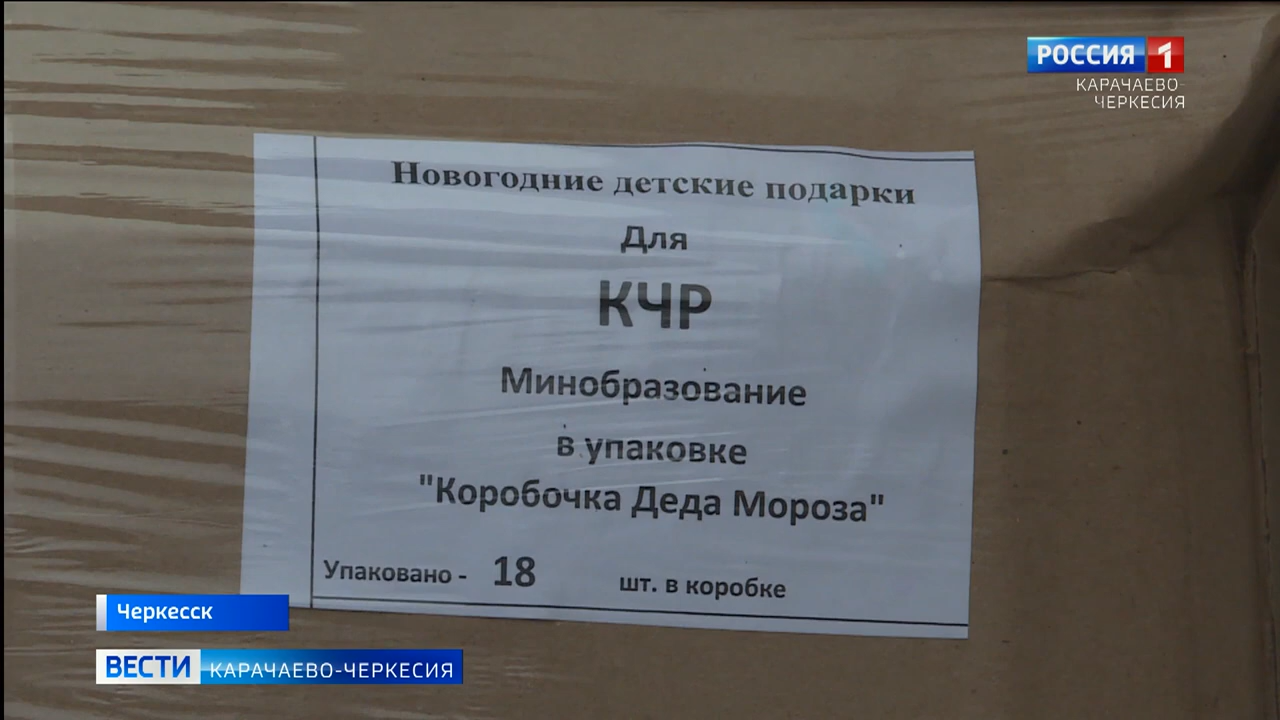 РОССИЯ 1
КАРАЧАЕВО-
ЧЕРКЕСИЯ
Новогодние детские подарки
Для
КЧР
Минобразование
в упаковке
"Коробочка Деда Мороза"
Упаковано - 18 шт. в коробке
Черкесск
ВЕСТИ КАРАЧАЕВО-ЧЕРКЕСИЯ